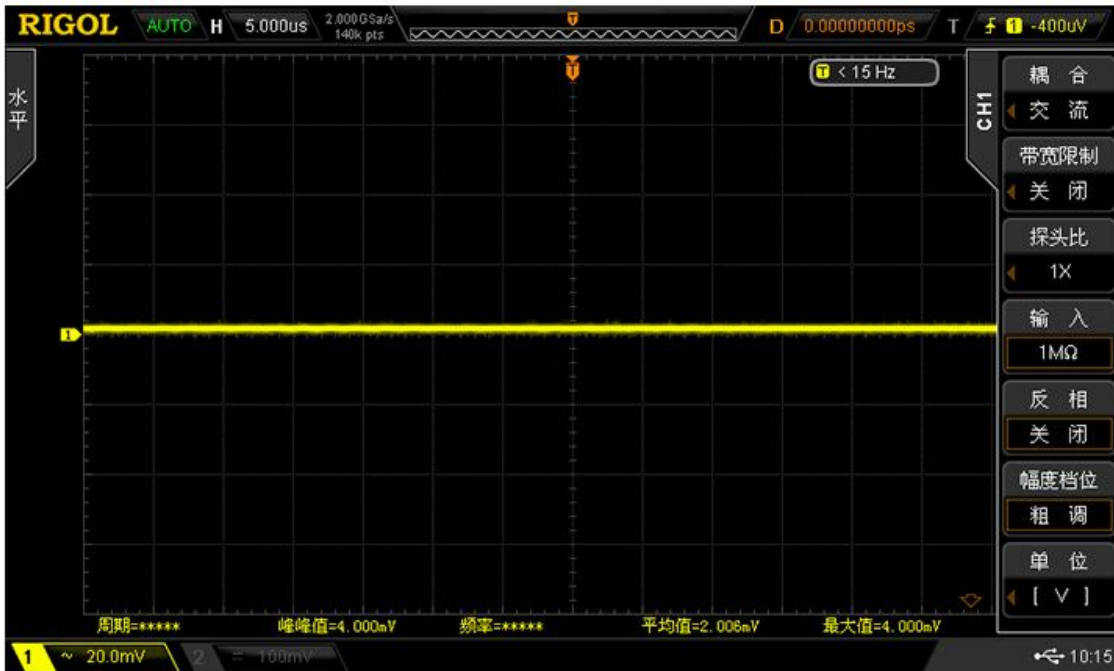 RIGOL AUTO H 5.000us 2.000GSa/s 140k pts T D 0.00000000ps T 1 -400uV
水平
T
T < 15 Hz
CH1
耦 合
交 流
带宽限制
关 闭
探头比
1X
输 入
1MΩ
反 相
关 闭
幅度档位
粗 调
单 位
[ V ]
1
周期=***** 峰峰值=4.000mV 频率=***** 平均值=2.006mV 最大值=4.000mV
1 ~ 20.0mV 2 = 100mV 10:15